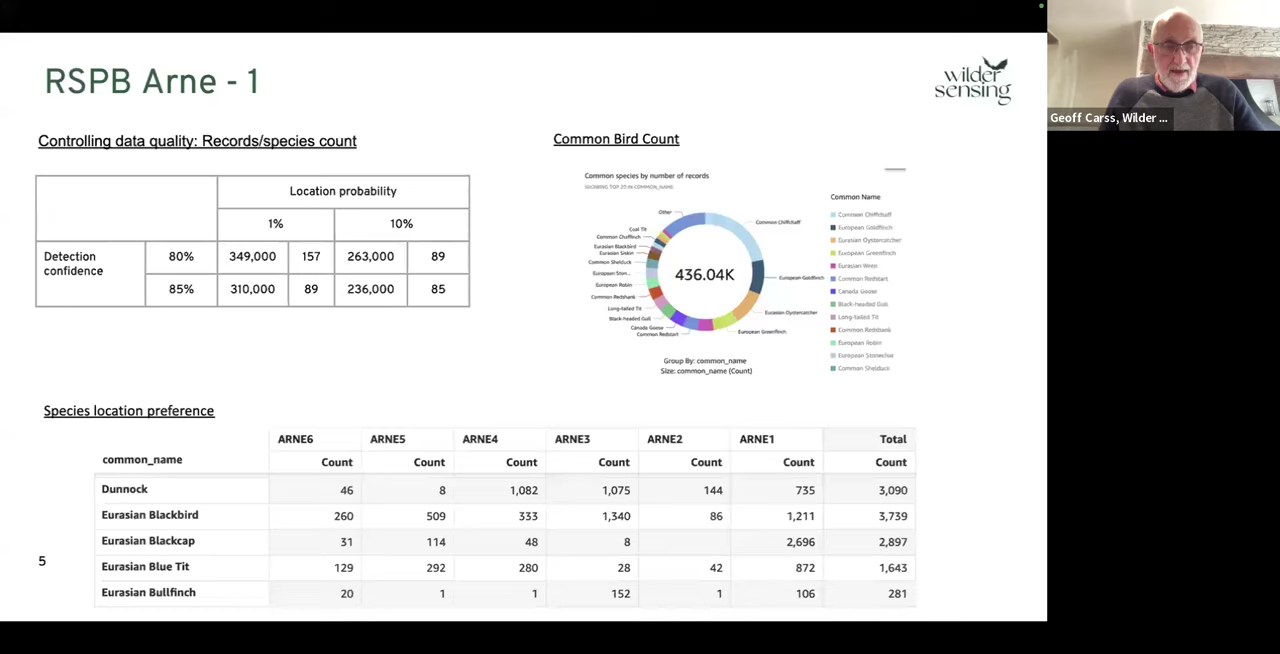 RSPB Arne - 1
wilder
sensing
Geoff Carss, Wilder ...
Controlling data quality: Records/species count
Location probability
1% 10%
Detection confidence
80% 349,000 157 263,000 89
85% 310,000 89 236,000 85
Common Bird Count
Common species by number of records
SHOWING TOP 20 IN COMMON_NAME
Other
Coal Tit
Common Chaffinch
Eurasian Blackbird
Eurasian Siskin
Common Shelduck
European Ston...
European Robin
Common Redshank
Long-tailed Tit
Black-headed Gull
Canada Goose
Common Redstart
Common Chiffchaff
European Goldfinch
Eurasian Oystercatcher
European Greenfinch
436.04K
Group By: common_name
Size: common_name (Count)
Common Name
Common Chiffchaff
European Goldfinch
Eurasian Oystercatcher
European Greenfinch
Eurasian Wren
Common Redstart
Canada Goose
Black-headed Gull
Long-tailed Tit
Common Redshank
European Robin
European Stonechat
Common Shelduck
Species location preference
ARNE6 ARNE5 ARNE4 ARNE3 ARNE2 ARNE1 Total
common_name Count Count Count Count Count Count Count
Dunnock 46 8 1,082 1,075 144 735 3,090
Eurasian Blackbird 260 509 333 1,340 86 1,211 3,739
Eurasian Blackcap 31 114 48 8 2,696 2,897
Eurasian Blue Tit 129 292 280 28 42 872 1,643
Eurasian Bullfinch 20 1 1 152 1 106 281
5